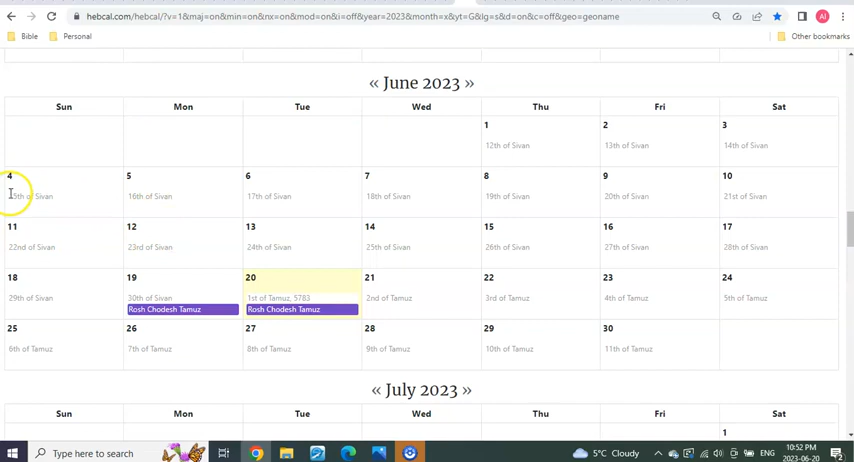 hebcal.com/hebcal/?v=1&maj=on&min=on&nx=on&mod=on&i=off&year=2023&month=x&yt=G&lg=s&d=on&c=off&geo=geoname
AI
Bible Personal Other bookmarks
« June 2023 »
Sun Mon Tue Wed Thu Fri Sat
1 2 3
12th of Sivan 13th of Sivan 14th of Sivan
4 5 6 7 8 9 10
15th of Sivan 16th of Sivan 17th of Sivan 18th of Sivan 19th of Sivan 20th of Sivan 21st of Sivan
11 12 13 14 15 16 17
22nd of Sivan 23rd of Sivan 24th of Sivan 25th of Sivan 26th of Sivan 27th of Sivan 28th of Sivan
18 19 20 21 22 23 24
29th of Sivan 30th of Sivan 1st of Tamuz, 5783 2nd of Tamuz 3rd of Tamuz 4th of Tamuz 5th of Tamuz
Rosh Chodesh Tamuz Rosh Chodesh Tamuz
25 26 27 28 29 30
6th of Tamuz 7th of Tamuz 8th of Tamuz 9th of Tamuz 10th of Tamuz 11th of Tamuz
« July 2023 »
Sun Mon Tue Wed Thu Fri Sat
1
Type here to search 5°C Cloudy ENG 10:52 PM
2023-06-20 2